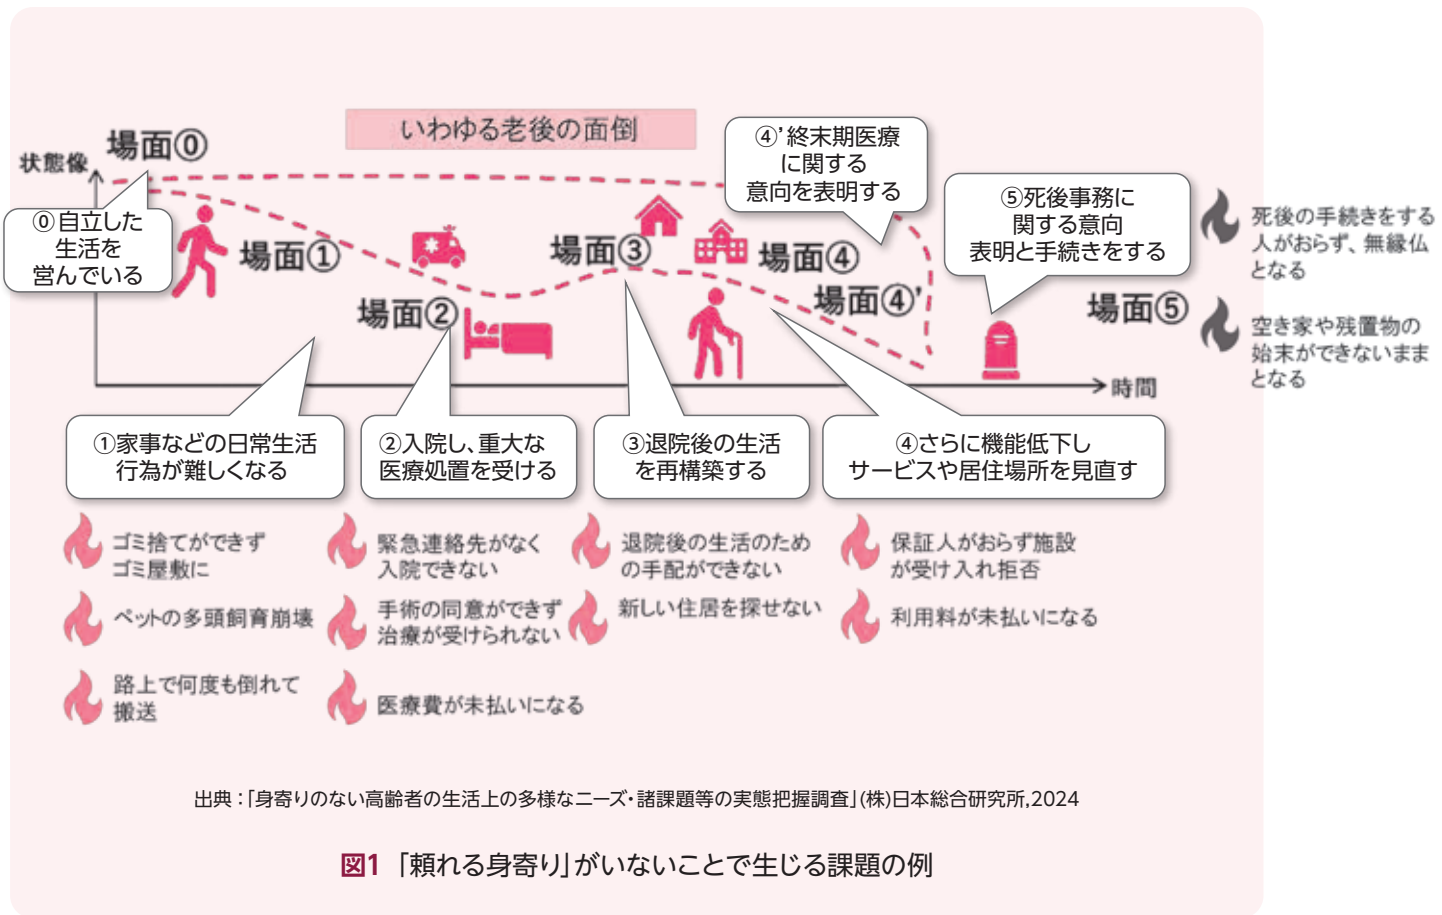 いわゆる老後の面倒
状態像
場面⓪
⓪自立した
生活を
営んでいる
場面①
場面②
場面③
④’終末期医療
に関する
意向を表明する
場面④
場面④’
⑤死後事務に
関する意向
表明と手続きをする
場面⑤
時間
死後の手続きをする
人がおらず、無縁仏
となる
空き家や残置物の
始末ができないまま
となる
①家事などの日常生活
行為が難しくなる
②入院し、重大な
医療処置を受ける
③退院後の生活
を再構築する
④さらに機能低下し
サービスや居住場所を見直す
ゴミ捨てができず
ゴミ屋敷に
ペットの多頭飼育崩壊
路上で何度も倒れて
搬送
緊急連絡先がなく
入院できない
手術の同意ができず
治療が受けられない
医療費が未払いになる
退院後の生活のため
の手配ができない
新しい住居を探せない
保証人がおらず施設
が受け入れ拒否
利用料が未払いになる
出典：「身寄りのない高齢者の生活上の多様なニーズ・諸課題等の実態把握調査」(株)日本総合研究所,2024
図1 「頼れる身寄り」がいないことで生じる課題の例